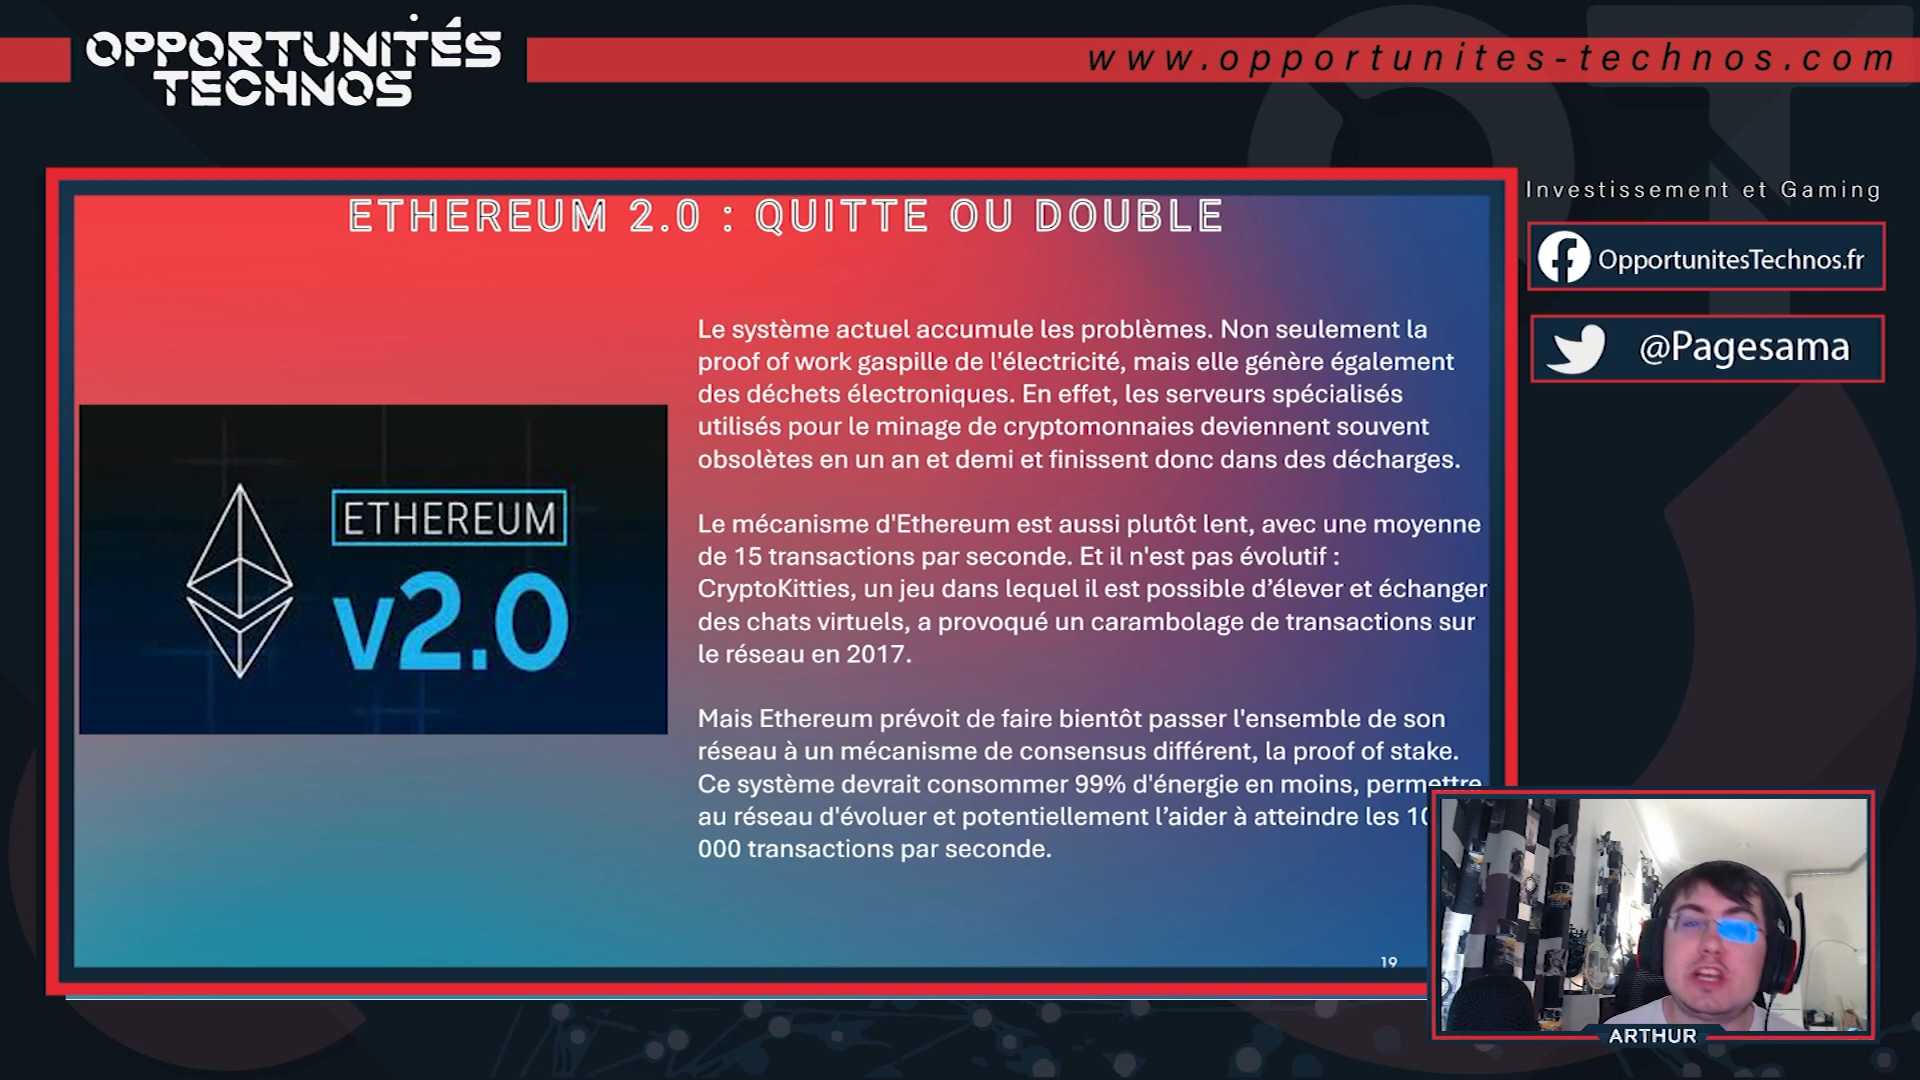 OPPORTUNITÉS
TECHNOS
www.opportunites-technos.com
Investissement et Gaming
OpportunitesTechnos.fr
@Pagesama
ETHEREUM 2.0 : QUITTE OU DOUBLE
ETHEREUM
v2.0
Le système actuel accumule les problèmes. Non seulement la
proof of work gaspille de l'électricité, mais elle génère également
des déchets électroniques. En effet, les serveurs spécialisés
utilisés pour le minage de cryptomonnaies deviennent souvent
obsolètes en un an et demi et finissent donc dans des décharges.
Le mécanisme d'Ethereum est aussi plutôt lent, avec une moyenne
de 15 transactions par seconde. Et il n'est pas évolutif :
CryptoKitties, un jeu dans lequel il est possible d’élever et échanger
des chats virtuels, a provoqué un carambolage de transactions sur
le réseau en 2017.
Mais Ethereum prévoit de faire bientôt passer l'ensemble de son
réseau à un mécanisme de consensus différent, la proof of stake.
Ce système devrait consommer 99% d'énergie en moins, permettre
au réseau d'évoluer et potentiellement l’aider à atteindre les
000 transactions par seconde.
19
ARTHUR